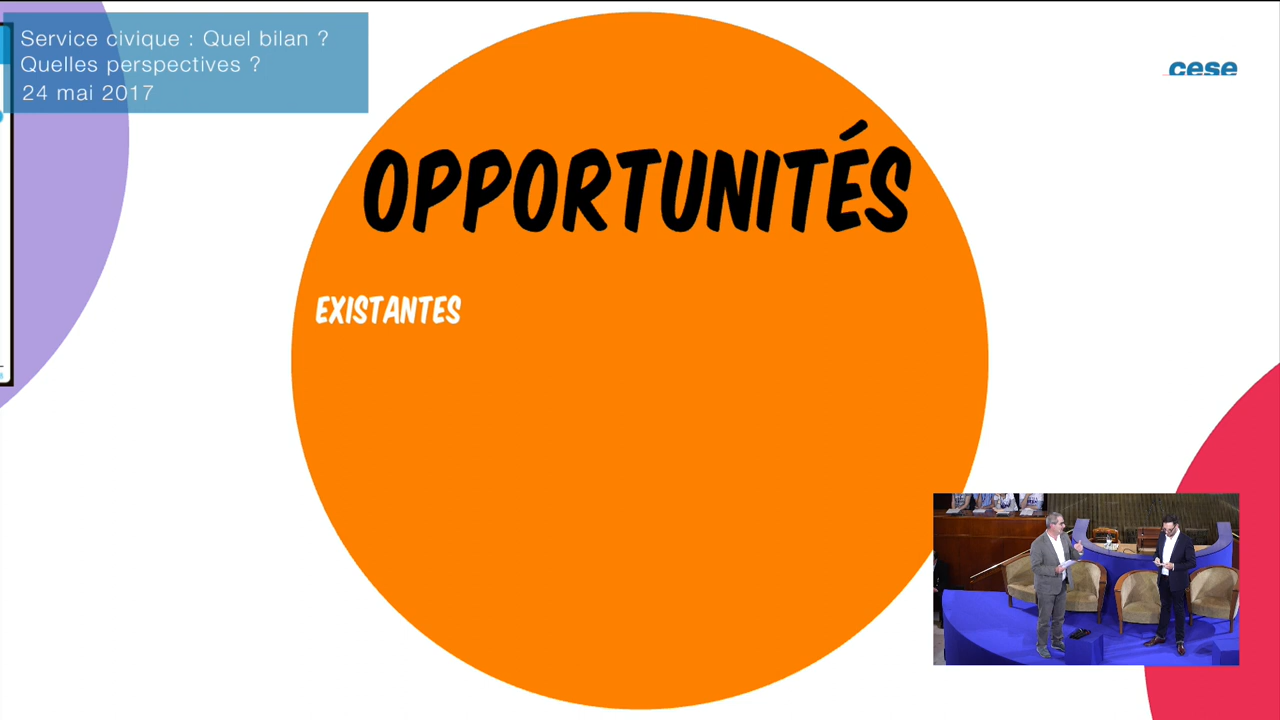 Service civique : Quel bilan ?
Quelles perspectives ?
24 mai 2017
cese
OPPORTUNITÉS
EXISTANTES